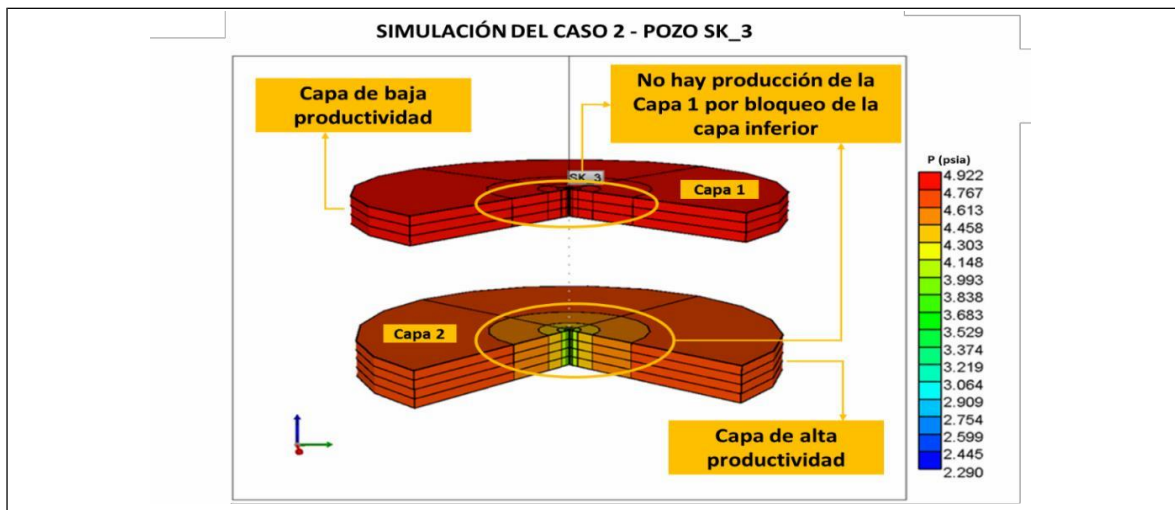 SIMULACIÓN DEL CASO 2 - POZO SK_3
Capa de baja
productividad
No hay producción de la
Capa 1 por bloqueo de la
capa inferior
SK_3
Capa 1
Capa 2
Capa de alta
productividad
P (psia)
4.922
4.767
4.613
4.458
4.303
4.148
3.993
3.838
3.683
3.529
3.374
3.219
3.064
2.909
2.754
2.599
2.445
2.290